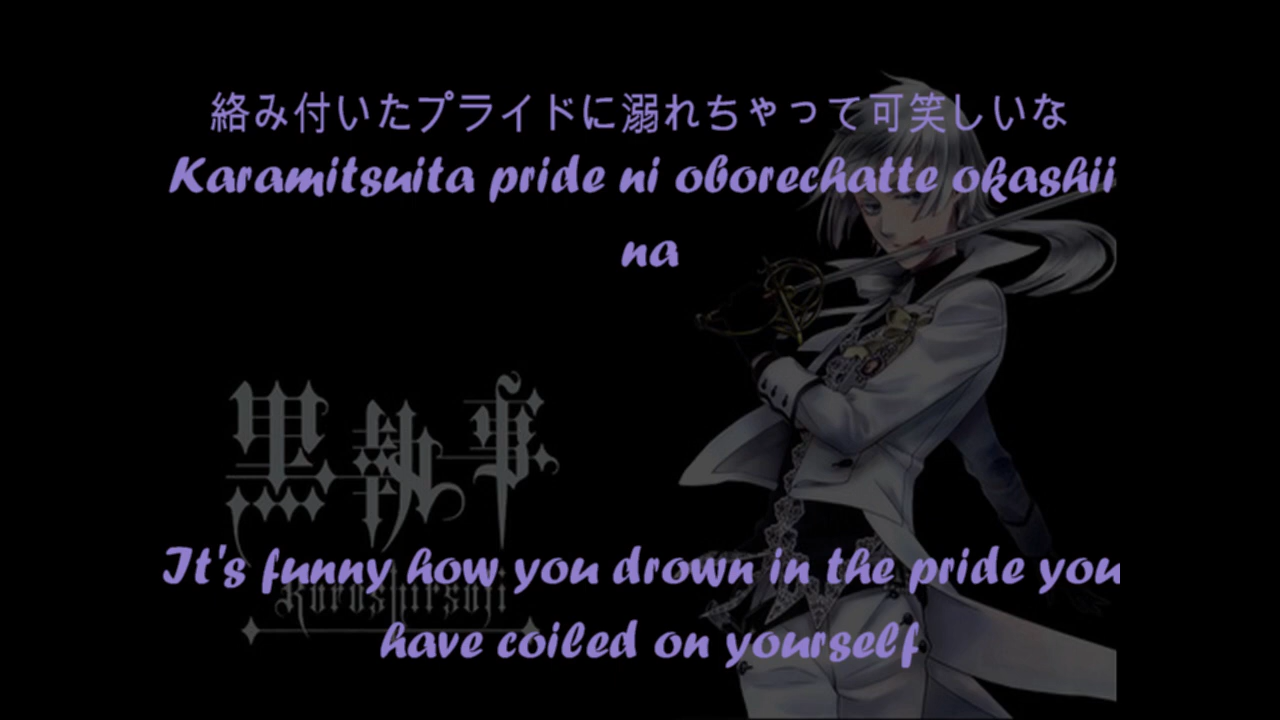 絡み付いたプライドに溺れちゃって可笑しいな
Karamitsuita pride ni oborechatte okashii
na
黒執事
It's funny how you drown in the pride you
Kuroshitsuji
have coiled on yourself